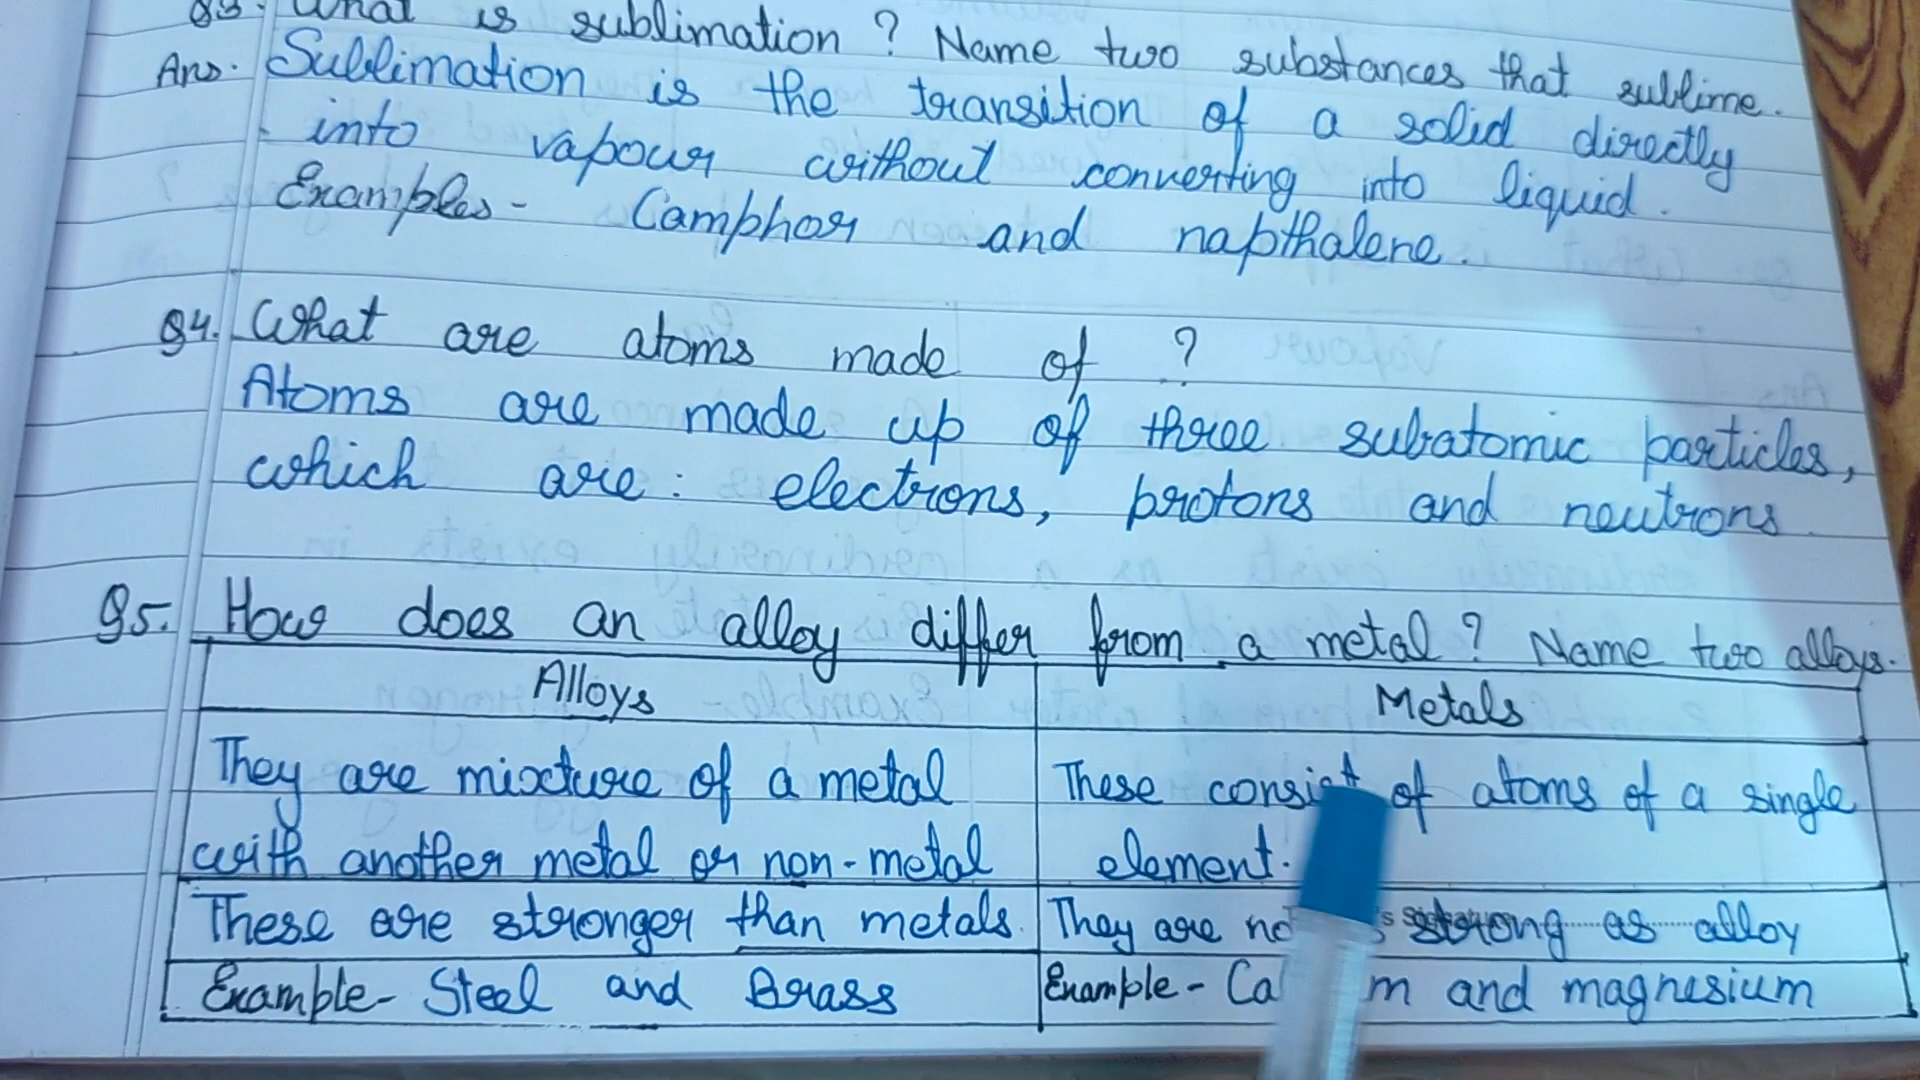 Q3. What is sublimation ? Name two substances that sublime.
Ans. Sublimation is the transition of a solid directly
into vapour without converting into liquid.
Examples- Camphor and napthalene.
Q4. What are atoms made of ?
Atoms are made up of three subatomic particles,
which are: electrons, protons and neutrons
Q5. How does an alloy differ from a metal? Name two alloys.
Alloys
Metals
They are mixture of a metal
with another metal or non-metal
These consist of atoms of a single
element.
These are stronger than metals.
They are strong as alloy
Example- Steel and Brass
Example- and magnesium